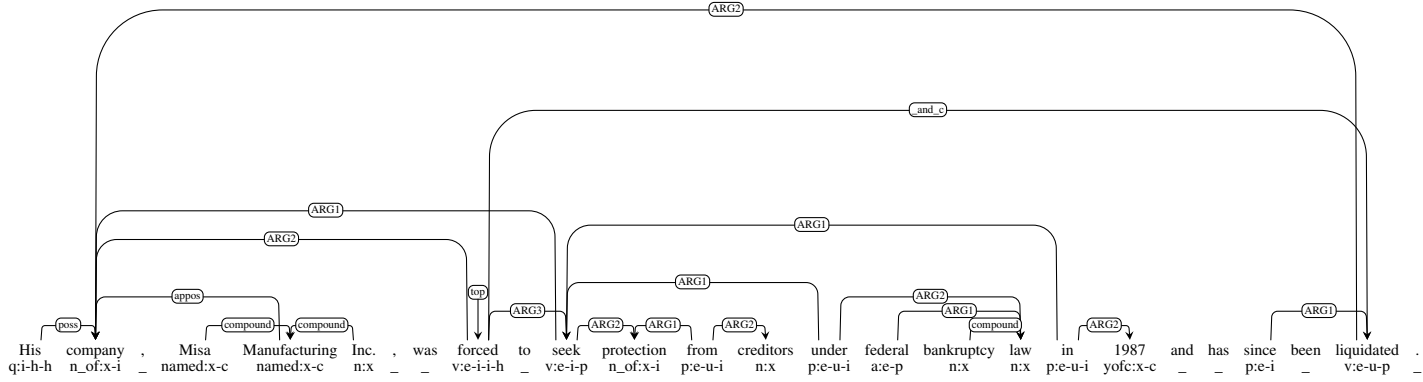 ARG2
_and_c
ARG1
ARG1
ARG2
ARG1
top
appos
ARG2
ARG3
ARG1
ARG1
poss
compound
compound
ARG2
ARG1
ARG2
compound
ARG2
His company , Misa Manufacturing Inc. , was forced to seek protection from creditors under federal bankruptcy law in 1987 and has since been liquidated .
q:i-h-h n_of:x-i _ named:x-c named:x-c n:x _ _ v:e-i-i-h _ v:e-i-p n_of:x-i p:e-u-i n:x p:e-u-i a:e-p n:x n:x p:e-u-i yofc:x-c _ _ p:e-i _ v:e-u-p _